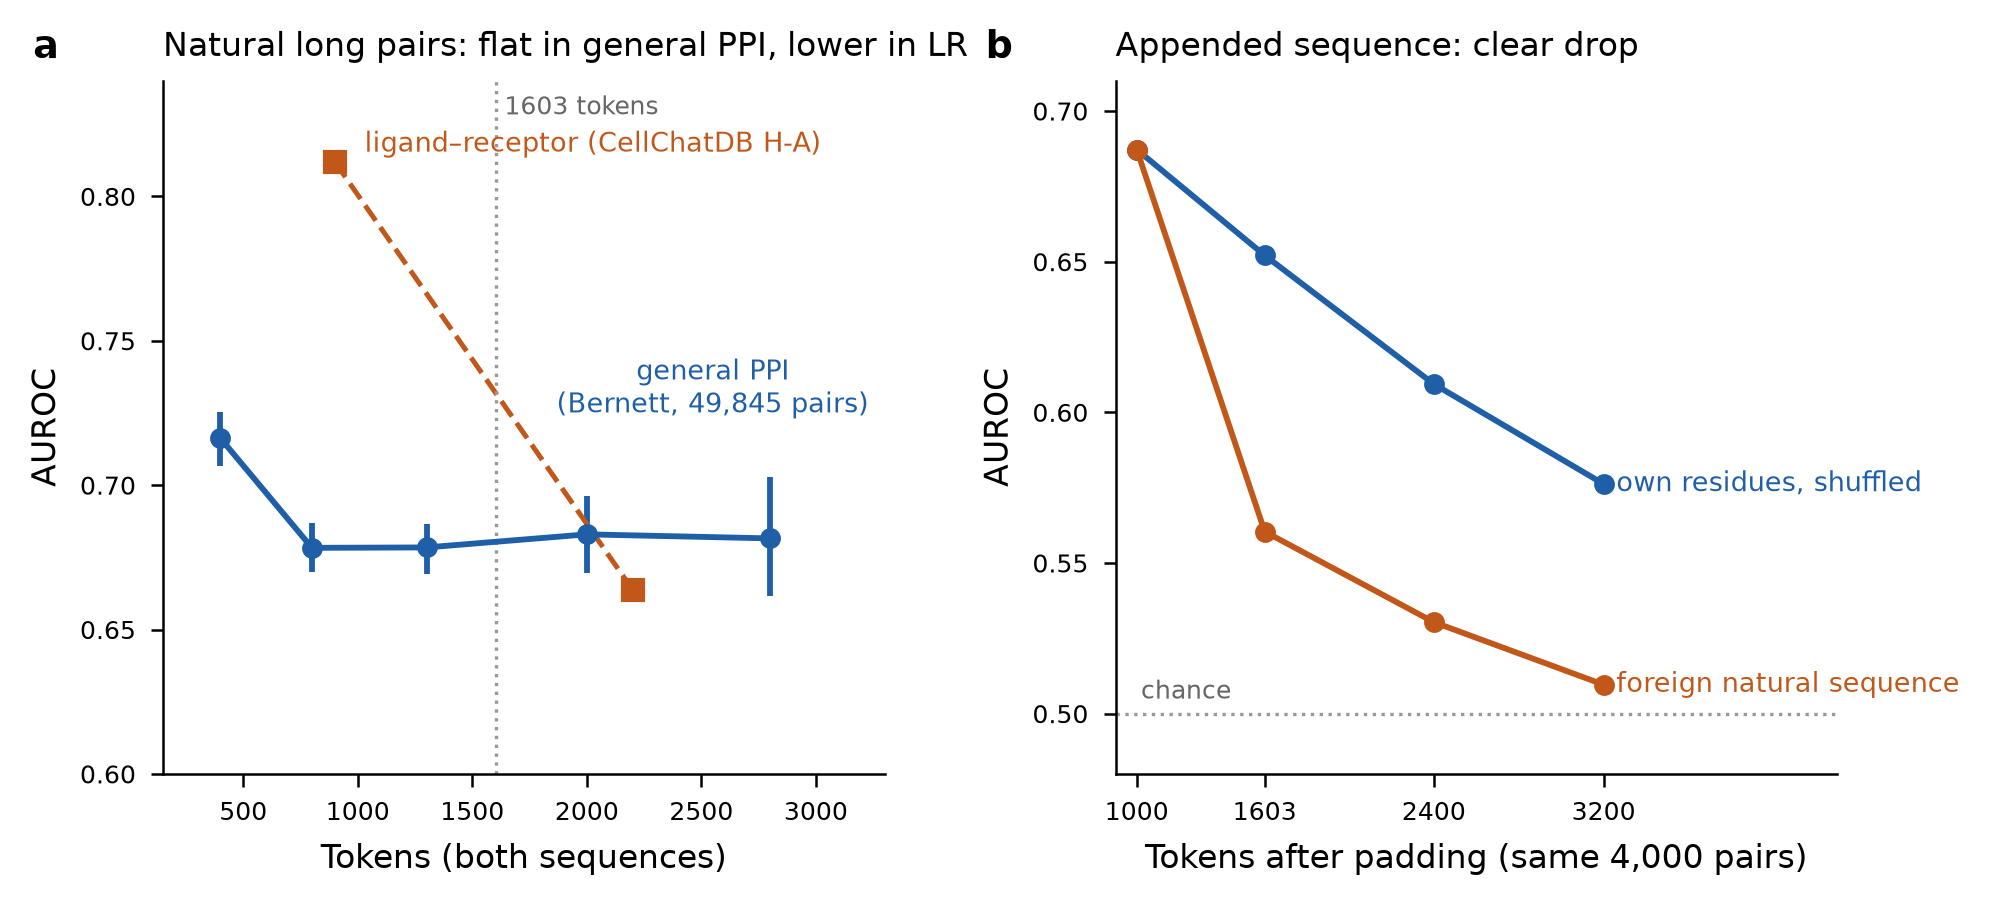 a
Natural long pairs: flat in general PPI, lower in LR
1603 tokens
ligand–receptor (CellChatDB H-A)
general PPI
(Bernett, 49,845 pairs)
AUROC
0.80
0.75
0.70
0.65
0.60
500 1000 1500 2000 2500 3000
Tokens (both sequences)
b
Appended sequence: clear drop
AUROC
0.70
0.65
0.60
0.55
0.50
own residues, shuffled
foreign natural sequence
chance
1000 1603 2400 3200
Tokens after padding (same 4,000 pairs)